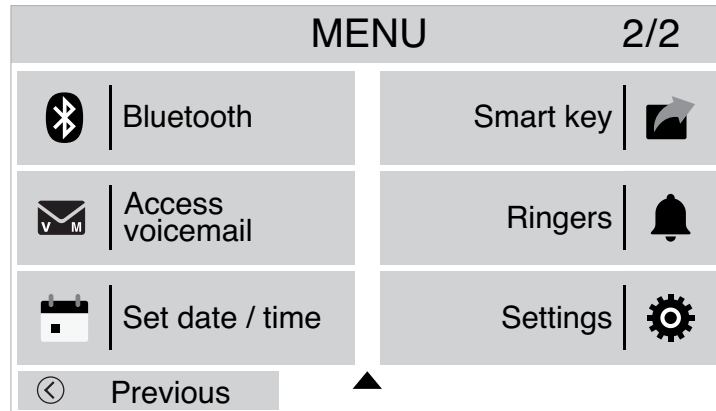 MENU 2/2
Bluetooth
Smart key
Access
voicemail
V M
Ringers
Set date / time
Settings
Previous